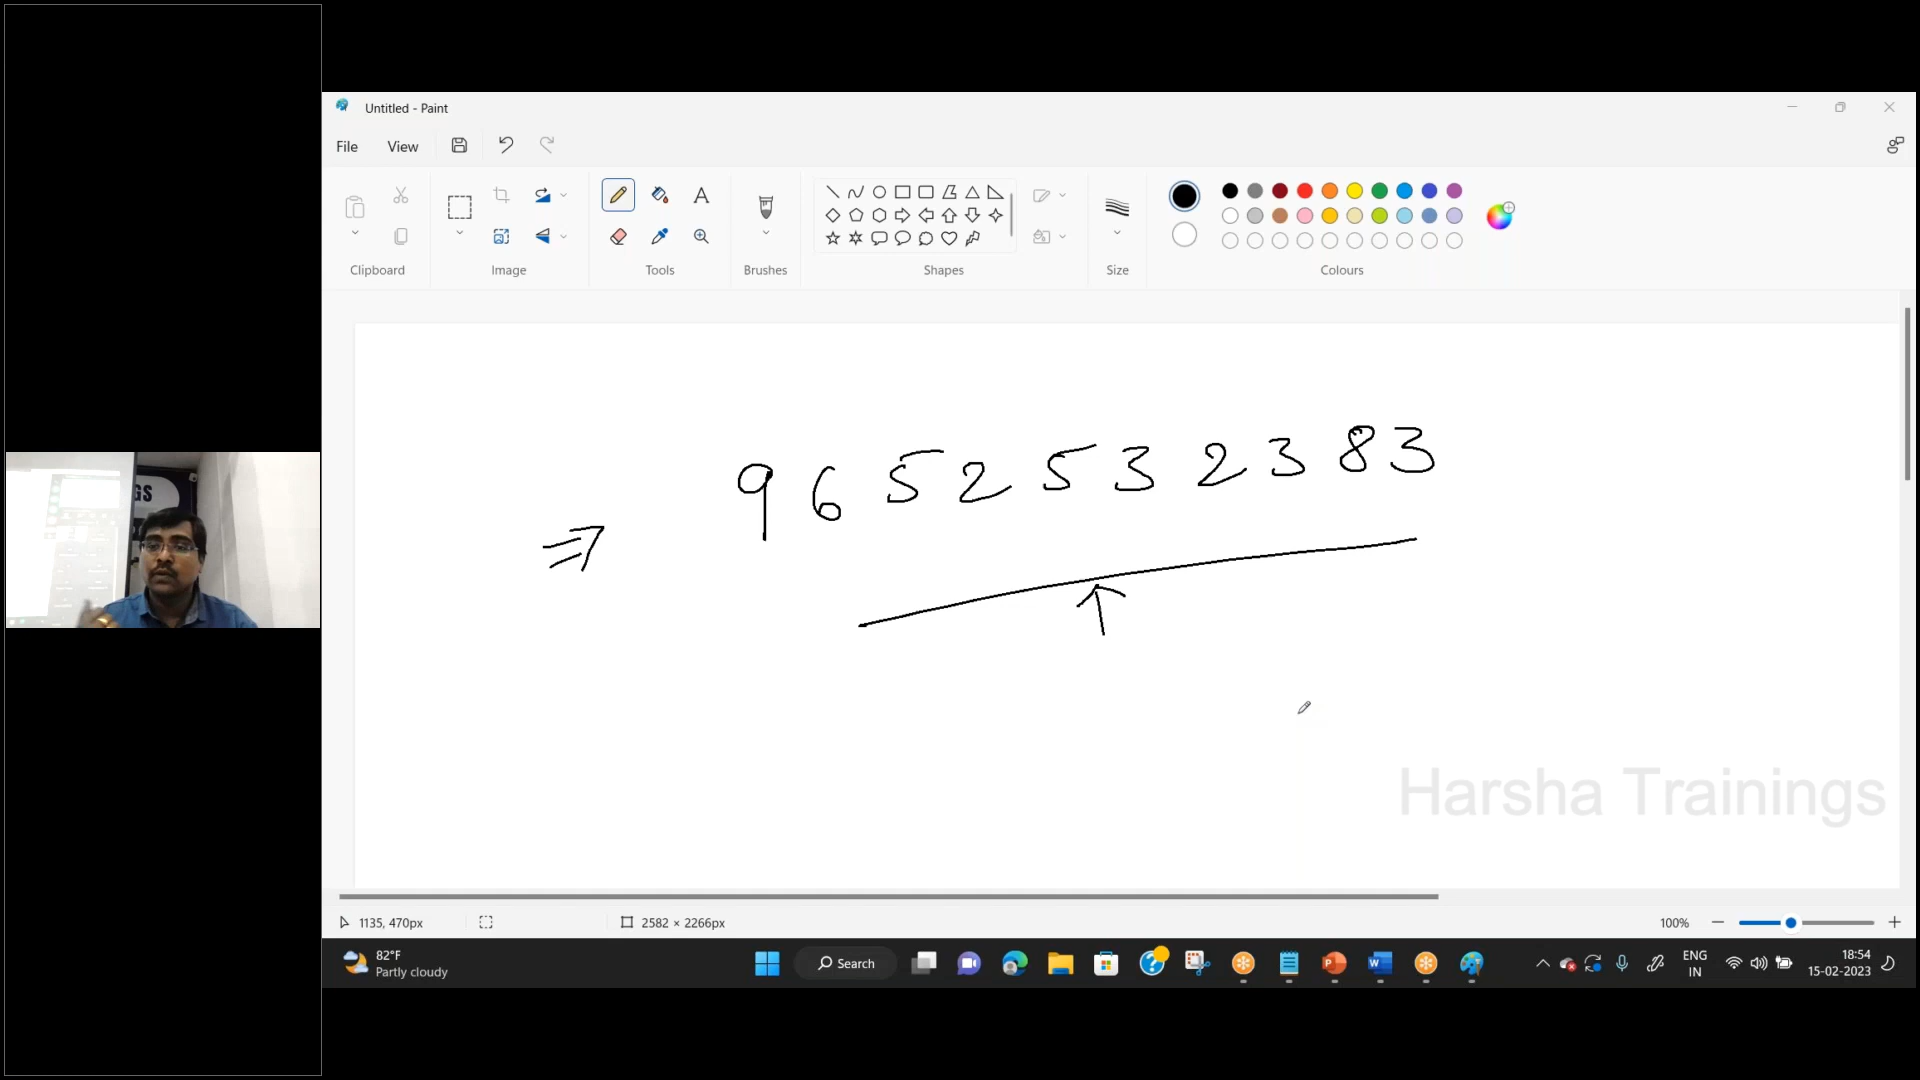 Untitled - Paint
File View
Clipboard Image Tools Brushes Shapes Size Colours
9 6 5 2 5 3 2 3 8 3
GS
Harsha Trainings
1135, 470px 2582 × 2266px 100%
82°F
Partly cloudy
Search
ENG
IN
18:54
15-02-2023